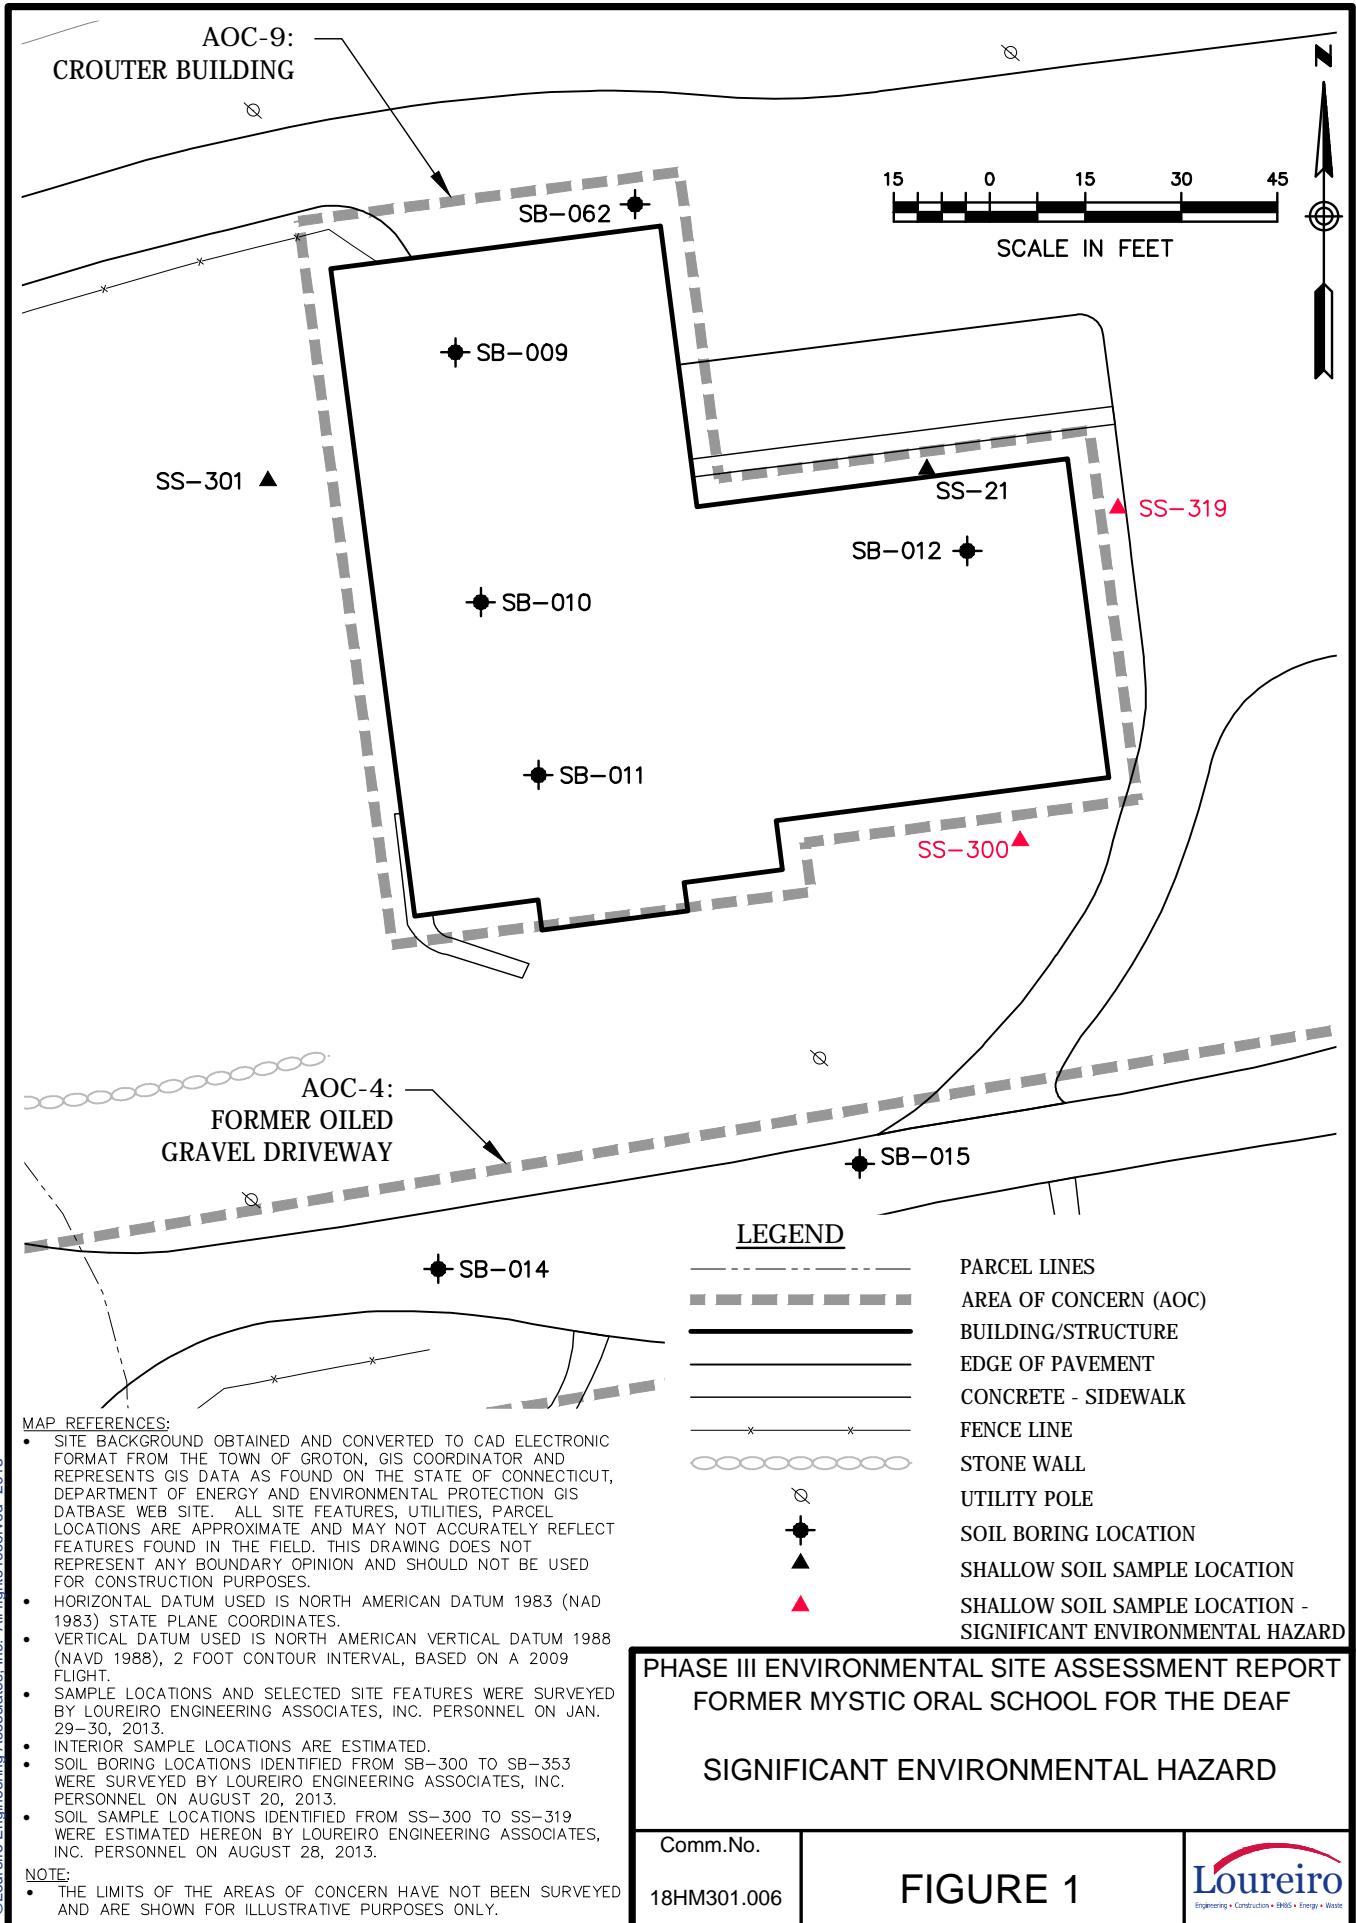 AOC-9:
CROUTER BUILDING
N
15 0 15 30 45
SCALE IN FEET
SB-062
SB-009
SS-301
SS-21
SS-319
SB-012
SB-010
SB-011
SS-300
AOC-4:
FORMER OILED
GRAVEL DRIVEWAY
SB-015
SB-014
LEGEND
PARCEL LINES
AREA OF CONCERN (AOC)
BUILDING/STRUCTURE
EDGE OF PAVEMENT
CONCRETE - SIDEWALK
FENCE LINE
STONE WALL
UTILITY POLE
SOIL BORING LOCATION
SHALLOW SOIL SAMPLE LOCATION
SHALLOW SOIL SAMPLE LOCATION -
SIGNIFICANT ENVIRONMENTAL HAZARD
MAP REFERENCES:
• SITE BACKGROUND OBTAINED AND CONVERTED TO CAD ELECTRONIC
FORMAT FROM THE TOWN OF GROTON, GIS COORDINATOR AND
REPRESENTS GIS DATA AS FOUND ON THE STATE OF CONNECTICUT,
DEPARTMENT OF ENERGY AND ENVIRONMENTAL PROTECTION GIS
DATBASE WEB SITE. ALL SITE FEATURES, UTILITIES, PARCEL
LOCATIONS ARE APPROXIMATE AND MAY NOT ACCURATELY REFLECT
FEATURES FOUND IN THE FIELD. THIS DRAWING DOES NOT
REPRESENT ANY BOUNDARY OPINION AND SHOULD NOT BE USED
FOR CONSTRUCTION PURPOSES.
• HORIZONTAL DATUM USED IS NORTH AMERICAN DATUM 1983 (NAD
1983) STATE PLANE COORDINATES.
• VERTICAL DATUM USED IS NORTH AMERICAN VERTICAL DATUM 1988
(NAVD 1988), 2 FOOT CONTOUR INTERVAL, BASED ON A 2009
FLIGHT.
• SAMPLE LOCATIONS AND SELECTED SITE FEATURES WERE SURVEYED
BY LOUREIRO ENGINEERING ASSOCIATES, INC. PERSONNEL ON JAN.
29-30, 2013.
• INTERIOR SAMPLE LOCATIONS ARE ESTIMATED.
• SOIL BORING LOCATIONS IDENTIFIED FROM SB-300 TO SB-353
WERE SURVEYED BY LOUREIRO ENGINEERING ASSOCIATES, INC.
PERSONNEL ON AUGUST 20, 2013.
• SOIL SAMPLE LOCATIONS IDENTIFIED FROM SS-300 TO SS-319
WERE ESTIMATED HEREON BY LOUREIRO ENGINEERING ASSOCIATES,
INC. PERSONNEL ON AUGUST 28, 2013.
NOTE:
• THE LIMITS OF THE AREAS OF CONCERN HAVE NOT BEEN SURVEYED
AND ARE SHOWN FOR ILLUSTRATIVE PURPOSES ONLY.
PHASE III ENVIRONMENTAL SITE ASSESSMENT REPORT
FORMER MYSTIC ORAL SCHOOL FOR THE DEAF
SIGNIFICANT ENVIRONMENTAL HAZARD
Comm.No.
18HM301.006
FIGURE 1
Loureiro
Engineering • Construction • EH&S • Energy • Waste